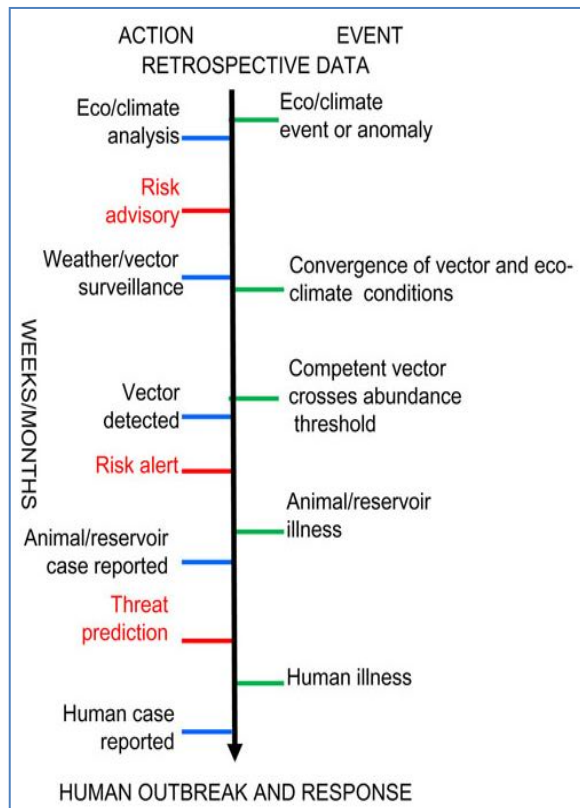 ACTION EVENT
RETROSPECTIVE DATA
Eco/climate
analysis
Eco/climate
event or anomaly
Risk
advisory
Weather/vector
surveillance
Convergence of vector and eco-
climate conditions
WEEKS/MONTHS
Competent vector
crosses abundance
threshold
Vector
detected
Risk alert
Animal/reservoir
illness
Animal/reservoir
case reported
Threat
prediction
Human illness
Human case
reported
HUMAN OUTBREAK AND RESPONSE